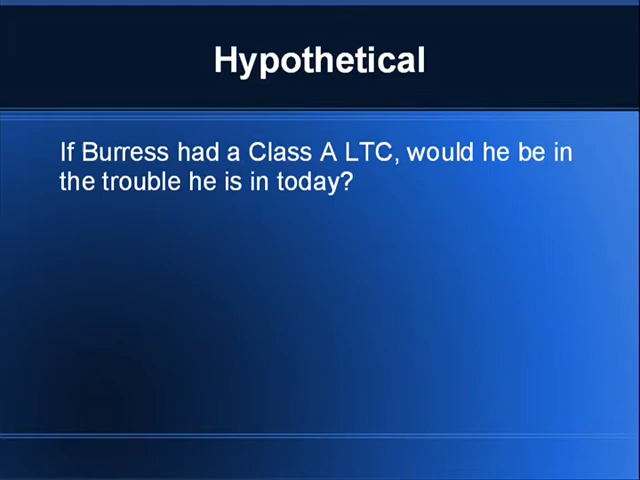 Hypothetical
If Burress had a Class A LTC, would he be in
the trouble he is in today?